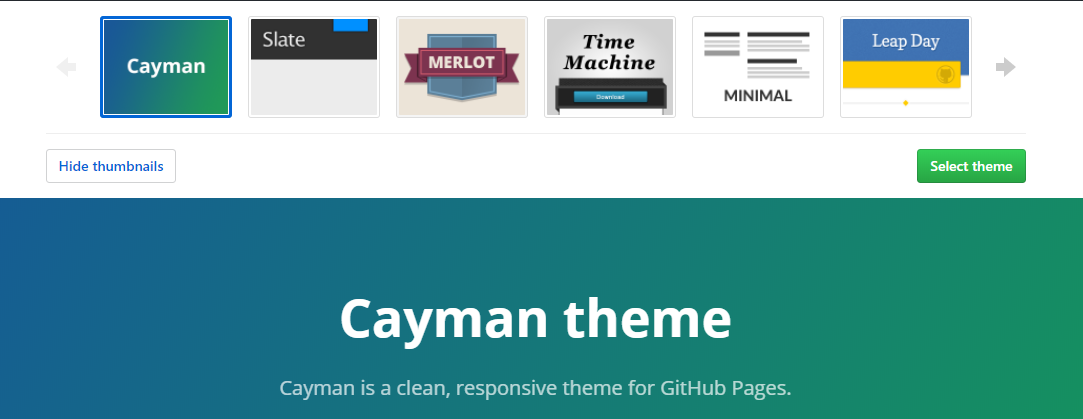 Cayman
Slate
MERLOT
Time
Machine
Download
MINIMAL
Leap Day
Hide thumbnails
Select theme
Cayman theme
Cayman is a clean, responsive theme for GitHub Pages.